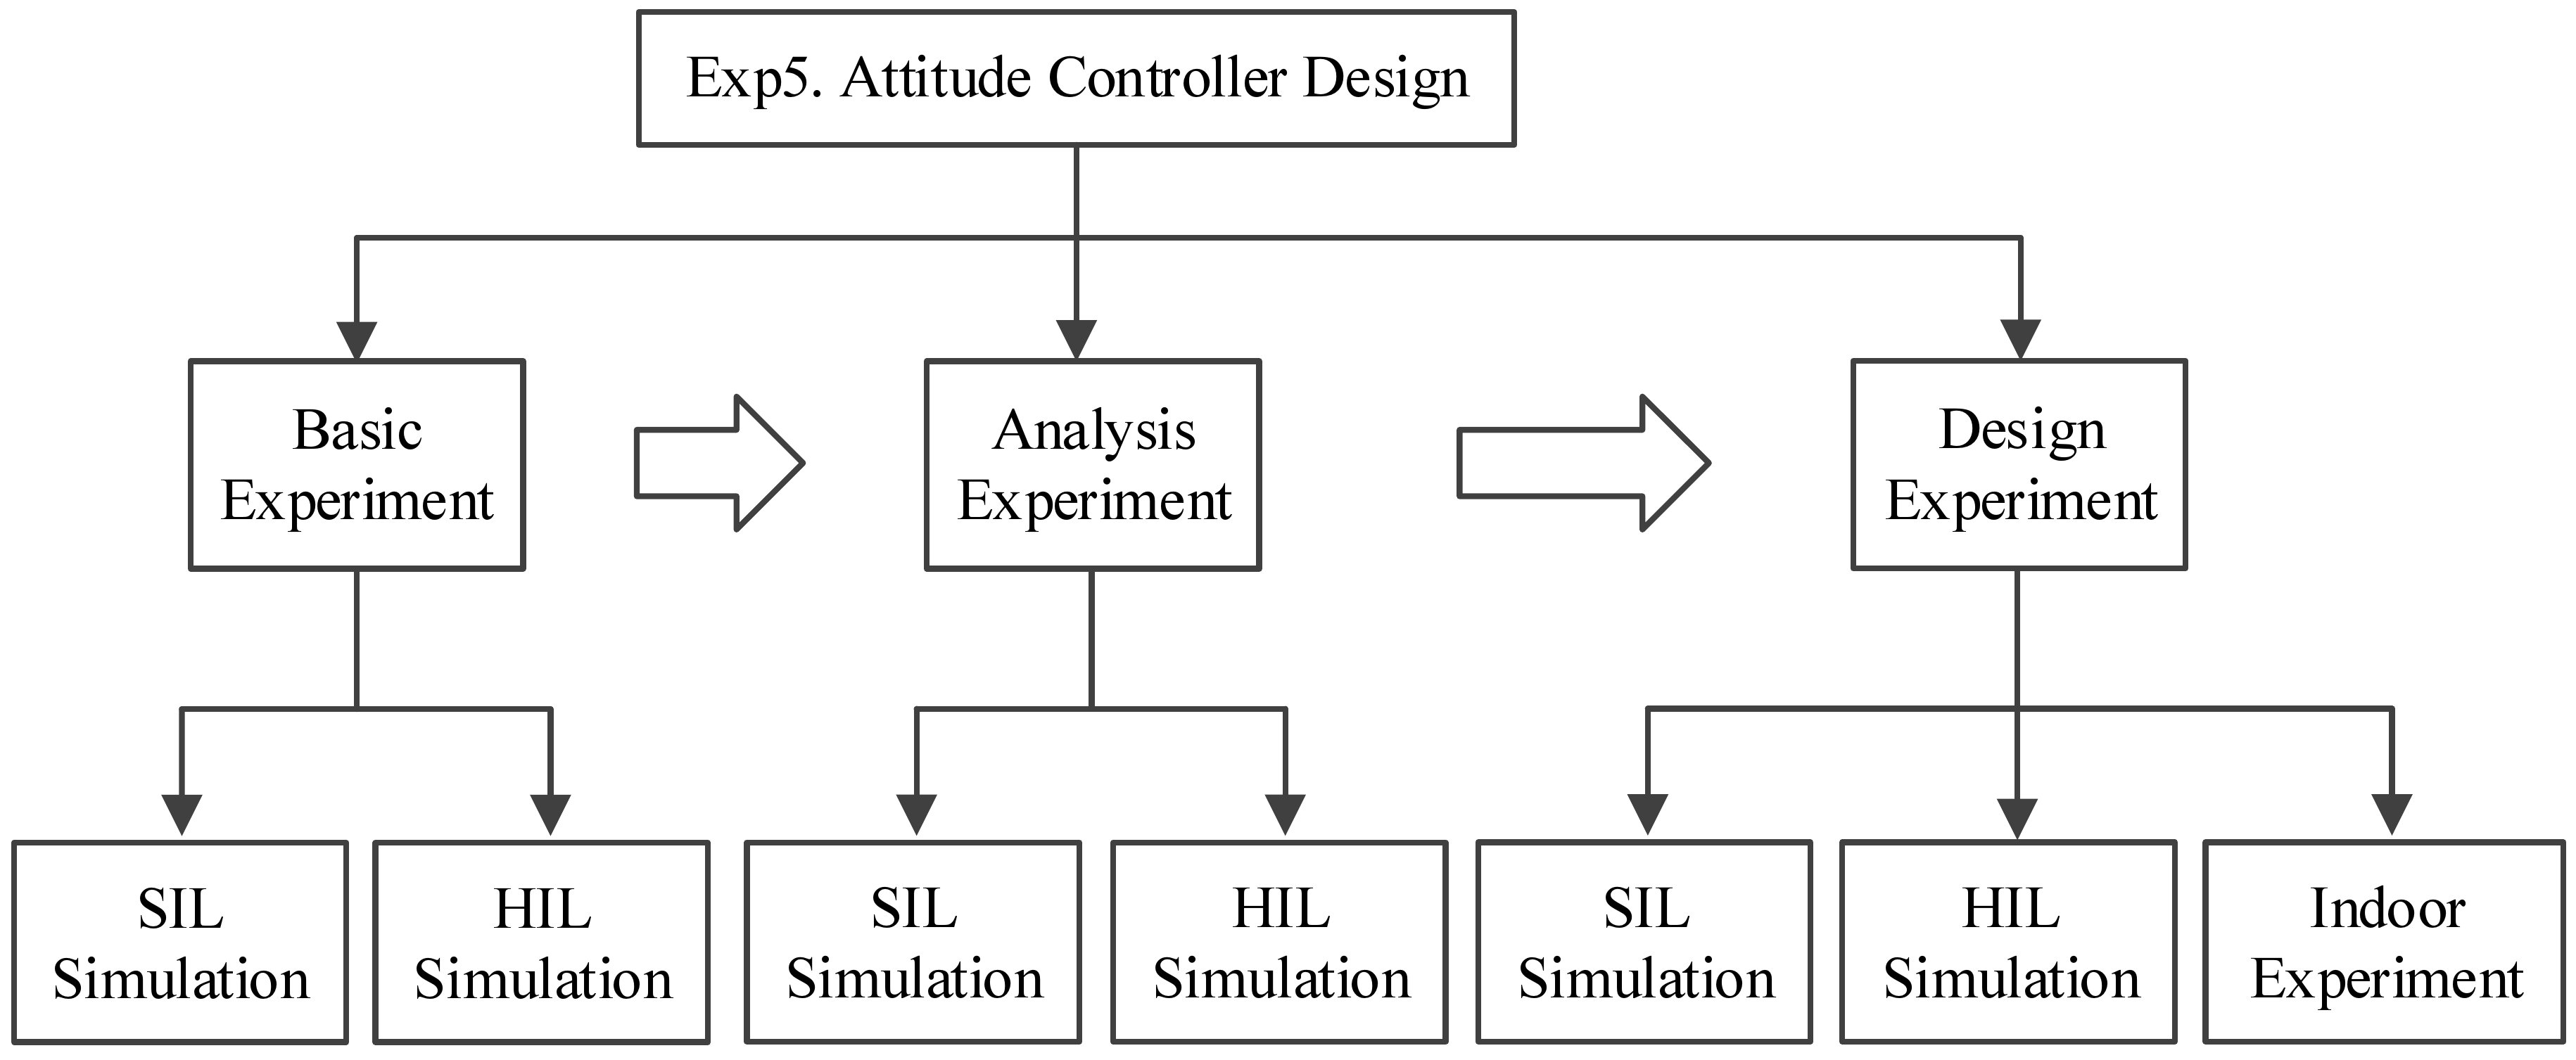 Exp5. Attitude Controller Design
Basic
Experiment
Analysis
Experiment
Design
Experiment
SIL
Simulation
HIL
Simulation
SIL
Simulation
HIL
Simulation
SIL
Simulation
HIL
Simulation
Indoor
Experiment